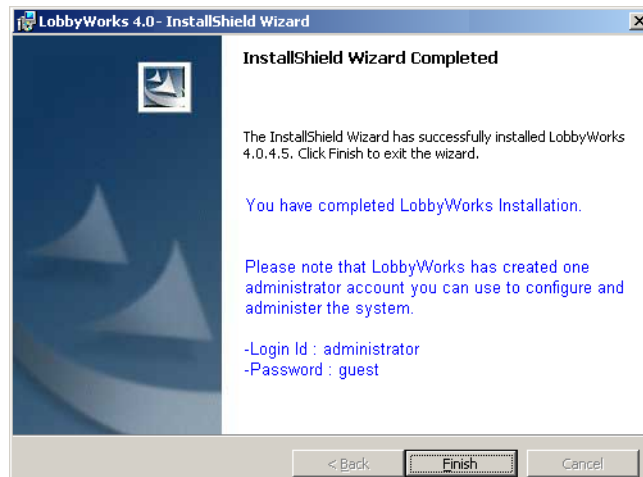 LobbyWorks 4.0- InstallShield Wizard
InstallShield Wizard Completed
The InstallShield Wizard has successfully installed LobbyWorks
4.0.4.5. Click Finish to exit the wizard.
You have completed LobbyWorks Installation.
Please note that LobbyWorks has created one
administrator account you can use to configure and
administer the system.
-Login Id : administrator
-Password : guest
< Back
Finish
Cancel